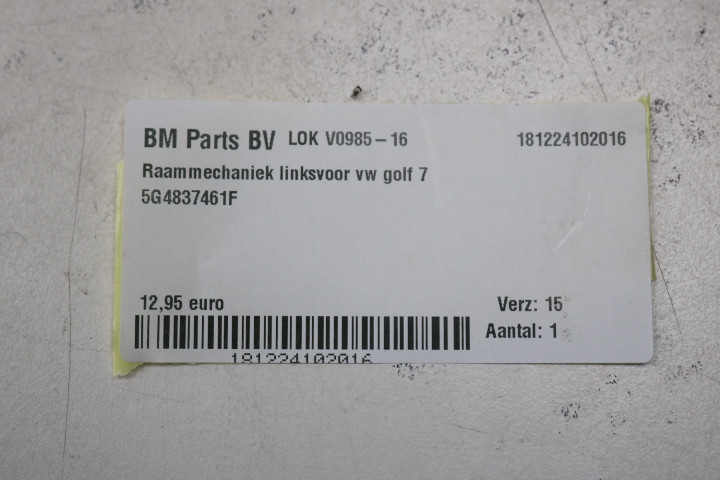 BM Parts BV LOK V0985-16 181224102016
Raammechaniek linksvoor vw golf 7
5G4837461F
12,95 euro Verz: 15
Aantal: 1
181224102016